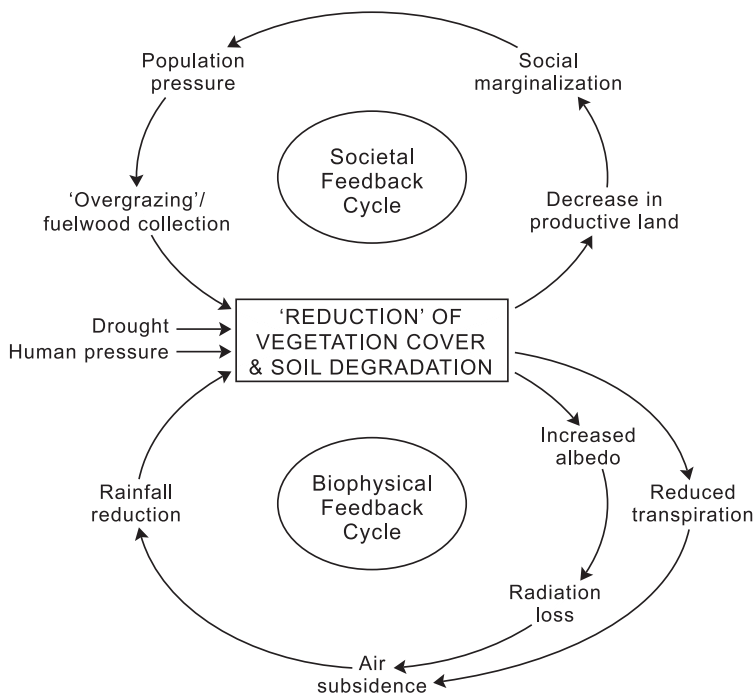 Population
pressure
Social
marginalization
Societal
Feedback
Cycle
‘Overgrazing’/
fuelwood collection
Decrease in
productive land
Drought
Human pressure
‘REDUCTION’ OF
VEGETATION COVER
& SOIL DEGRADATION
Increased
albedo
Rainfall
reduction
Biophysical
Feedback
Cycle
Reduced
transpiration
Radiation
loss
Air
subsidence